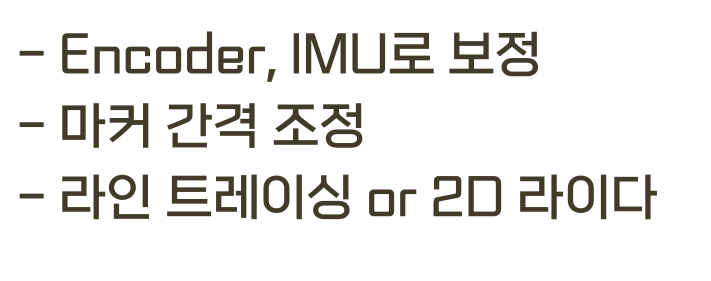 - Encoder, IMU로 보정
- 마커 간격 조정
- 라인 트레이싱 or 2D 라이다